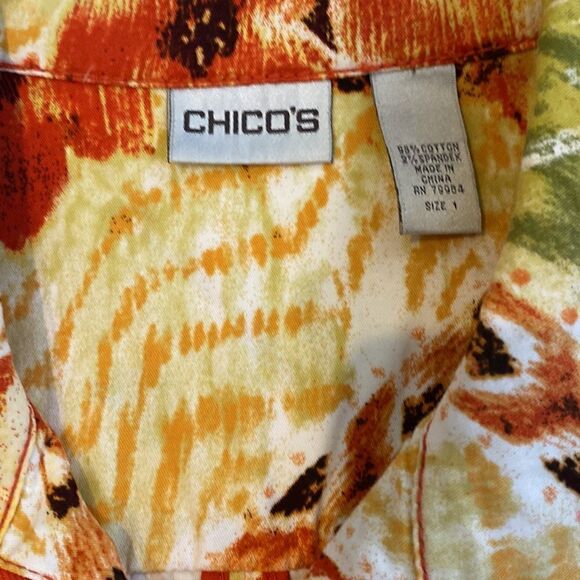 CHICO'S
98% COTTON
2% SPANDEX
MADE IN
CHINA
RN 79984
SIZE 1